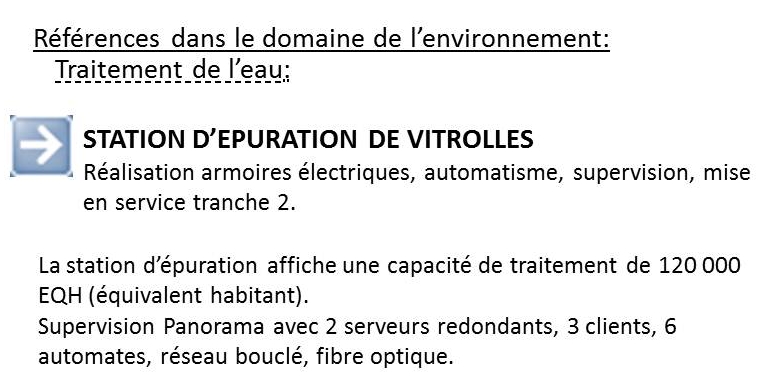 Références dans le domaine de l’environnement:
Traitement de l’eau:
STATION D’EPURATION DE VITROLLES
Réalisation armoires électriques, automatisme, supervision, mise
en service tranche 2.
La station d’épuration affiche une capacité de traitement de 120 000
EQH (équivalent habitant).
Supervision Panorama avec 2 serveurs redondants, 3 clients, 6
automates, réseau bouclé, fibre optique.